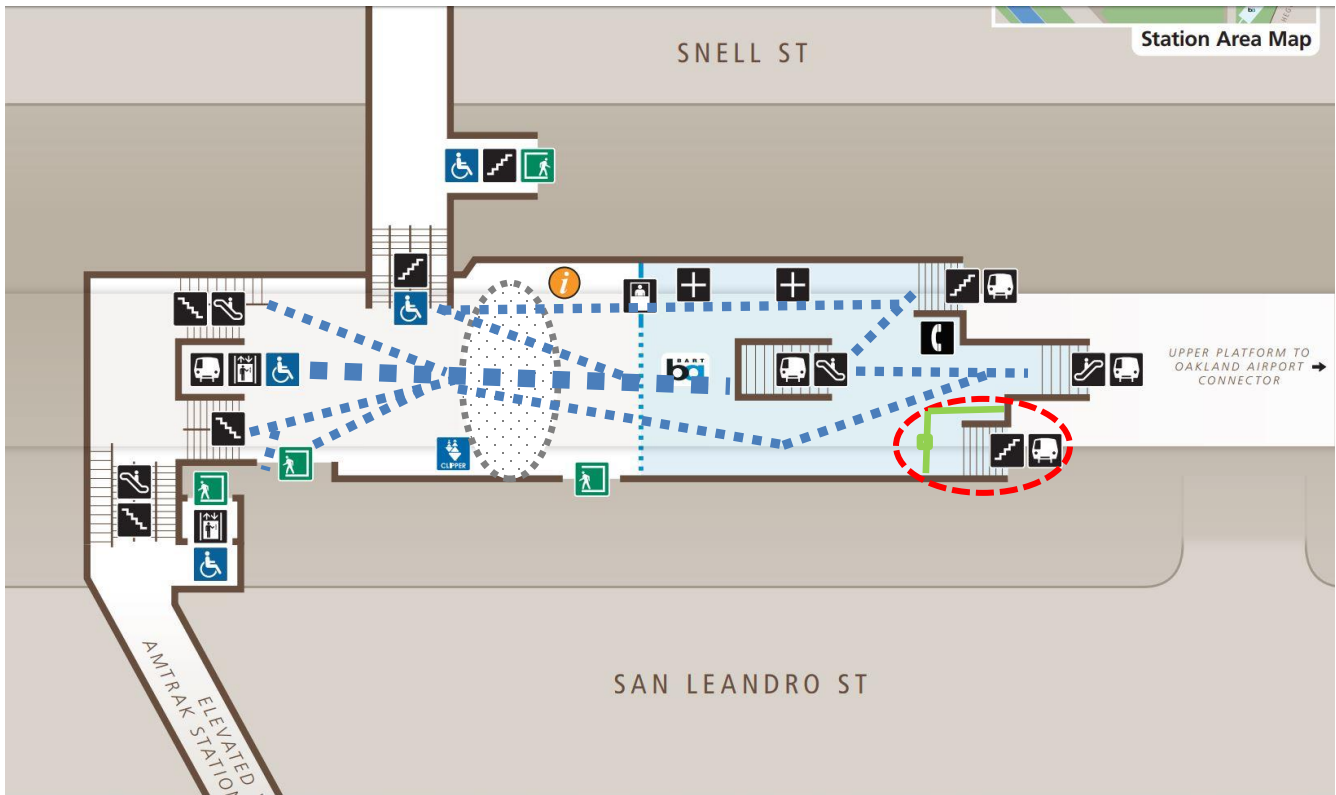 Station Area Map
SNELL ST
i
BART
ba
UPPER PLATFORM TO
OAKLAND AIRPORT
CONNECTOR
CLIPPER
SAN LEANDRO ST
ELEVATED
AMTRAK STATION